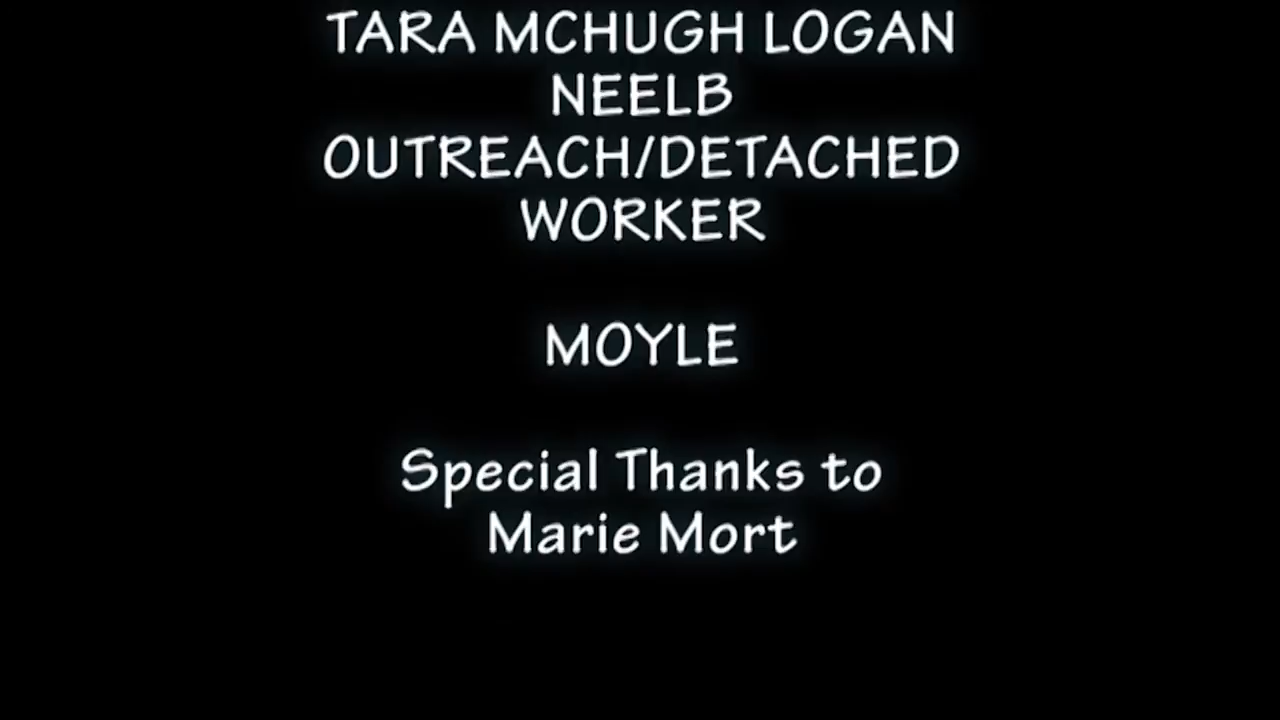 TARA MCHUGH LOGAN
NEELB
OUTREACH/DETACHED
WORKER
MOYLE
Special Thanks to
Marie Mort